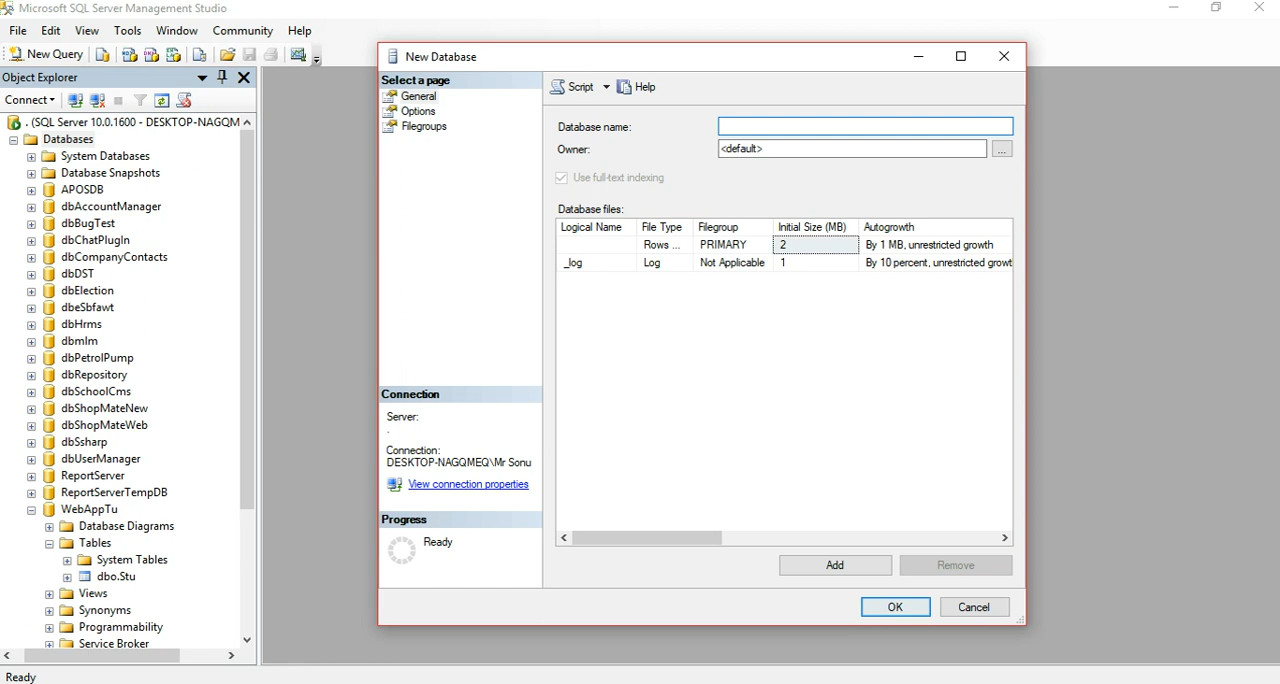 Microsoft SQL Server Management Studio
File Edit View Tools Window Community Help
New Query
Object Explorer
Connect
. (SQL Server 10.0.1600 - DESKTOP-NAGQM
Databases
System Databases
Database Snapshots
APOSDB
dbAccountManager
dbBugTest
dbChatPlugIn
dbCompanyContacts
dbDST
dbElection
dbeSbfawt
dbHrms
dbmlm
dbPetrolPump
dbRepository
dbSchoolCms
dbShopMateNew
dbShopMateWeb
dbSsharp
dbUserManager
ReportServer
ReportServerTempDB
WebAppTu
Database Diagrams
Tables
System Tables
dbo.Stu
Views
Synonyms
Programmability
Service Broker
Ready
New Database
Select a page
General
Options
Filegroups
Connection
Server:
.
Connection:
DESKTOP-NAGQMEQ\Mr Sonu
View connection properties
Progress
Ready
Script Help
Database name:
Owner: <default> ...
Use full-text indexing
Database files:
Logical Name File Type Filegroup Initial Size (MB) Autogrowth
Rows ... PRIMARY 2 By 1 MB, unrestricted growth
_log Log Not Applicable 1 By 10 percent, unrestricted growt
Add Remove
OK Cancel